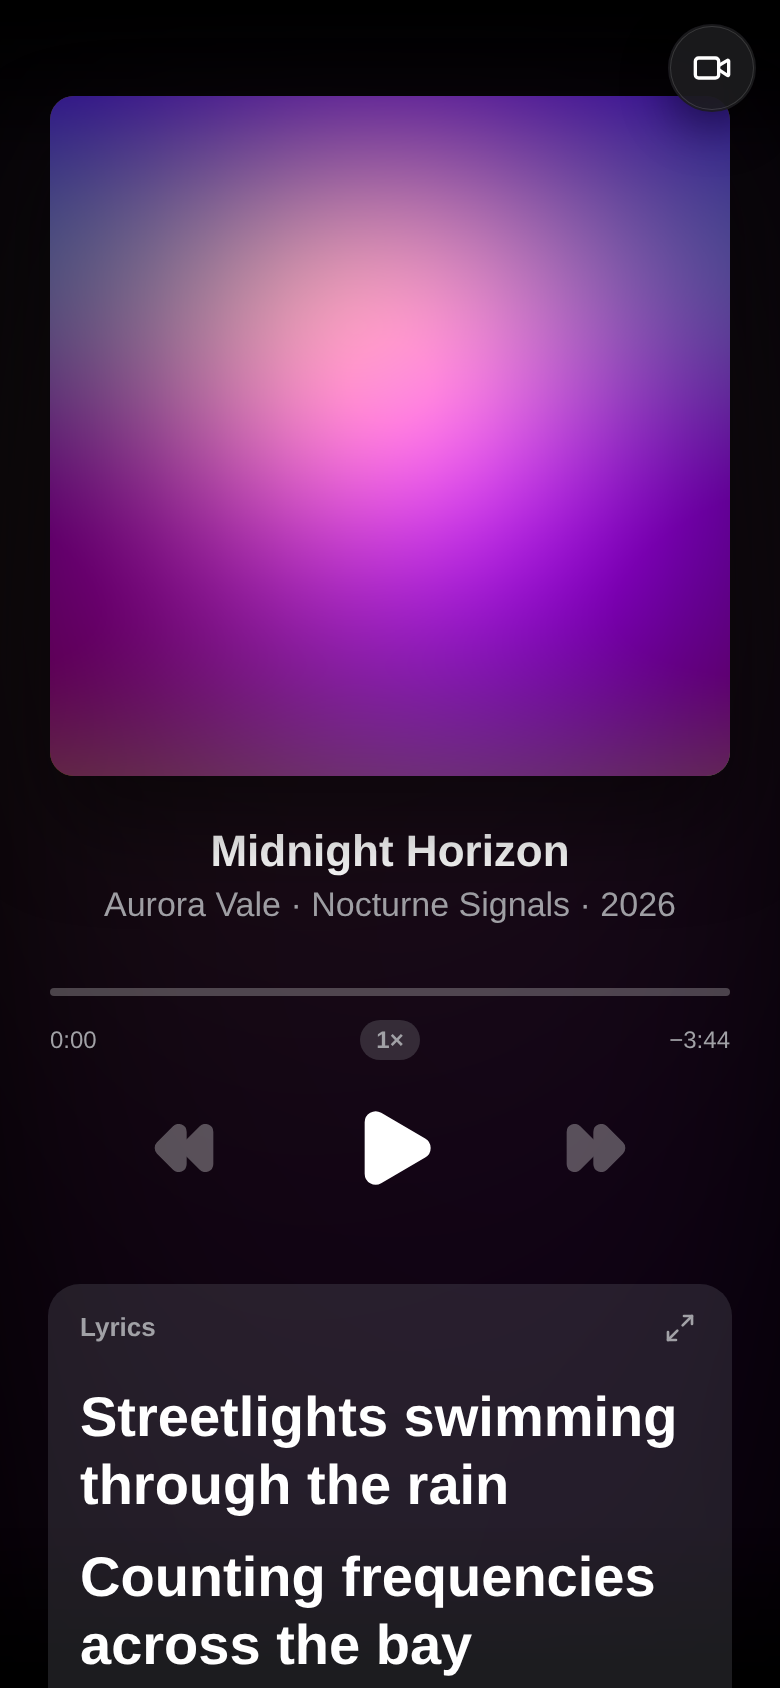 Midnight Horizon
Aurora Vale · Nocturne Signals · 2026
0:00 1× −3:44
Lyrics
Streetlights swimming
through the rain
Counting frequencies
across the bay